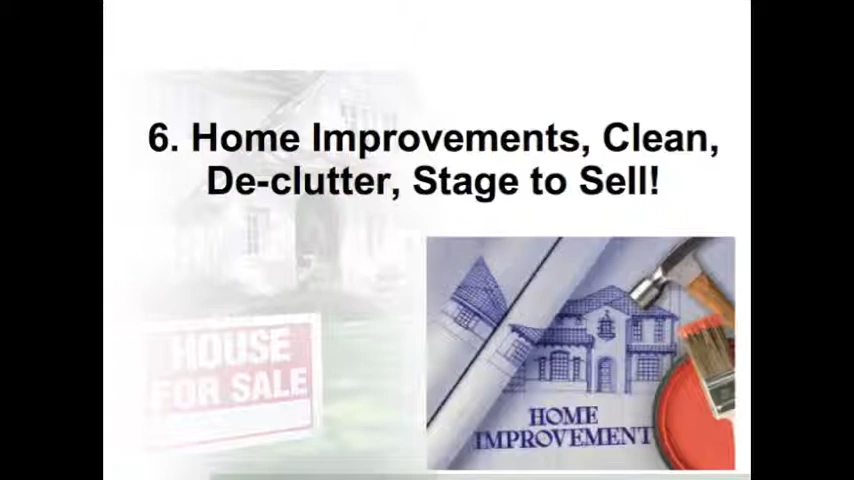 6. Home Improvements, Clean,
De-clutter, Stage to Sell!
HOUSE
FOR SALE
HOME
IMPROVEMENT